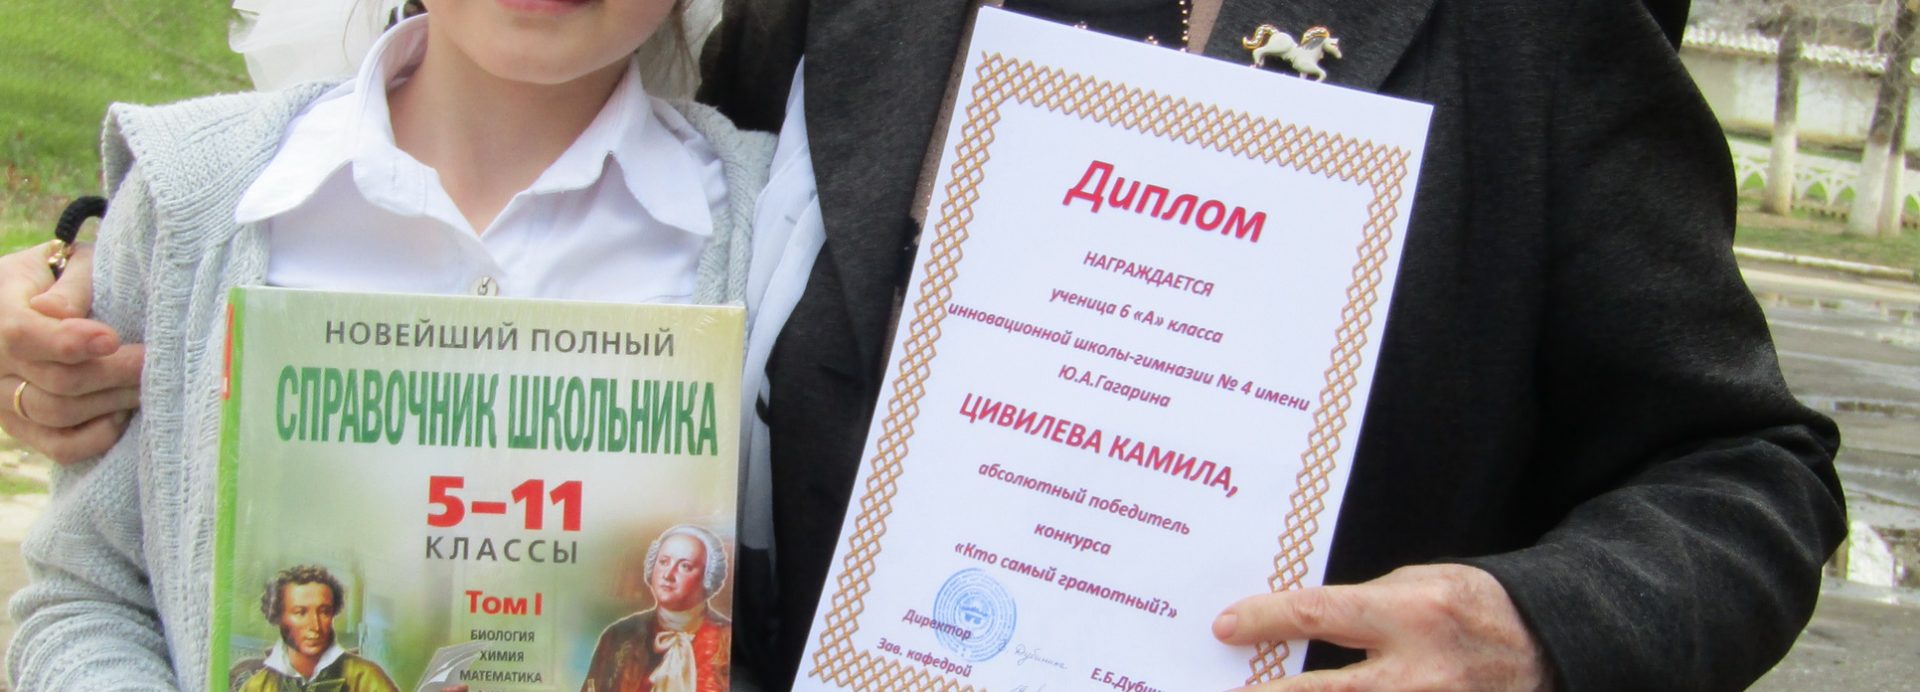 НОВЕЙШИЙ ПОЛНЫЙ
СПРАВОЧНИК ШКОЛЬНИКА
5–11
КЛАССЫ
Том I
БИОЛОГИЯ
ХИМИЯ
МАТЕМАТИКА
Диплом
НАГРАЖДАЕТСЯ
ученица 6 «А» класса
инновационной школы-гимназии № 4 имени
Ю.А.Гагарина
ЦИВИЛЕВА КАМИЛА,
абсолютный победитель
конкурса
«Кто самый грамотный?»
Директор
Зав. кафедрой